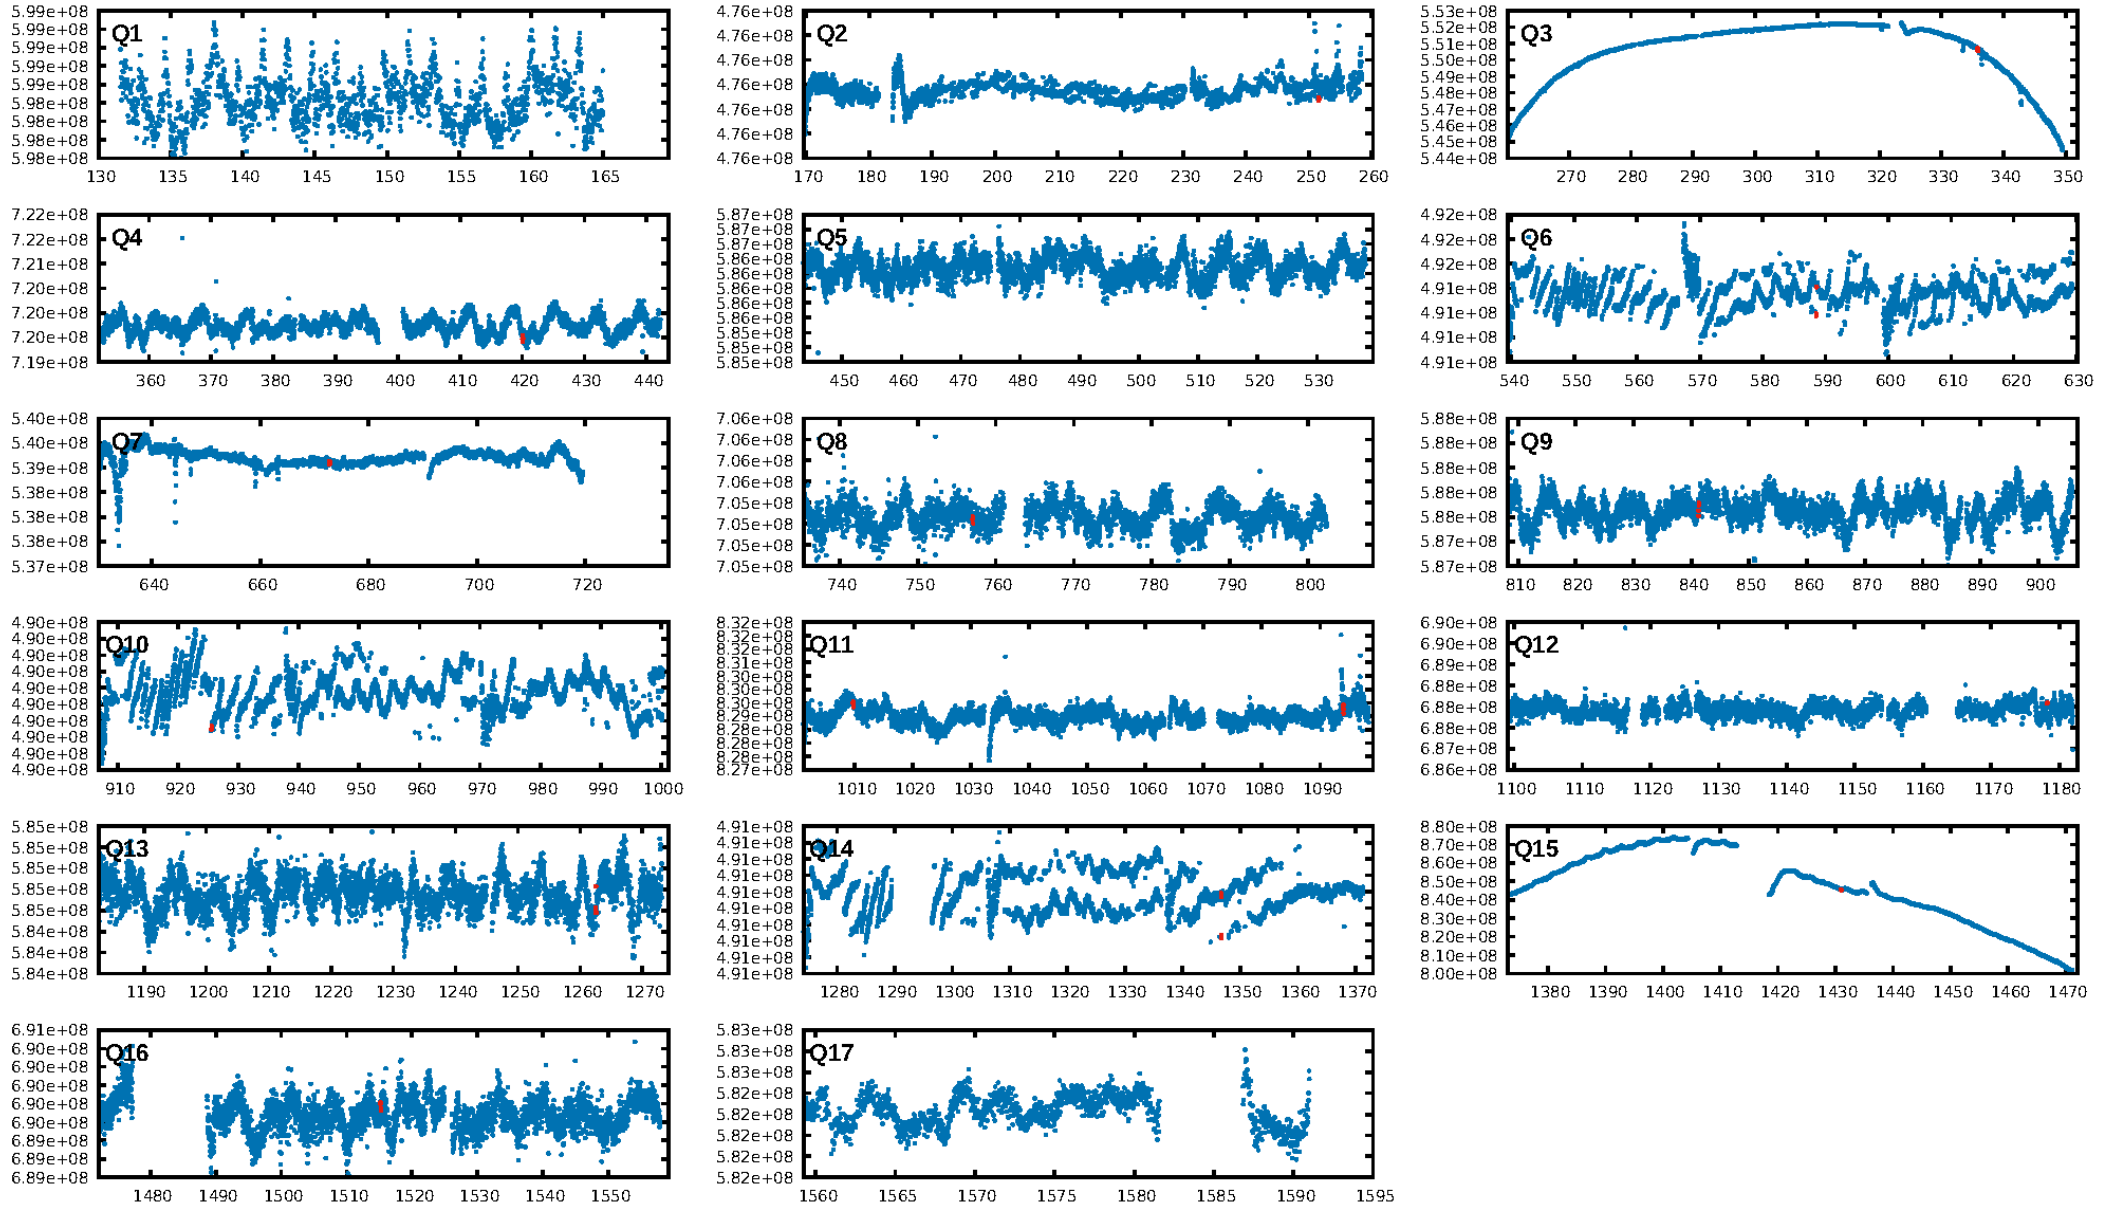 Q1
5.99e+08
5.99e+08
5.99e+08
5.99e+08
5.99e+08
5.98e+08
5.98e+08
5.98e+08
5.98e+08
130 135 140 145 150 155 160 165
Q2
4.76e+08
4.76e+08
4.76e+08
4.76e+08
4.76e+08
4.76e+08
4.76e+08
170 180 190 200 210 220 230 240 250 260
Q3
5.53e+08
5.52e+08
5.51e+08
5.50e+08
5.49e+08
5.48e+08
5.46e+08
5.45e+08
5.44e+08
270 280 290 300 310 320 330 340 350
Q4
7.22e+08
7.22e+08
7.21e+08
7.20e+08
7.20e+08
7.20e+08
7.19e+08
360 370 380 390 400 410 420 430 440
Q5
5.87e+08
5.87e+08
5.87e+08
5.86e+08
5.86e+08
5.86e+08
5.86e+08
5.86e+08
5.85e+08
5.85e+08
5.85e+08
450 460 470 480 490 500 510 520 530
Q6
4.92e+08
4.92e+08
4.92e+08
4.91e+08
4.91e+08
4.91e+08
4.91e+08
540 550 560 570 580 590 600 610 620 630
Q7
5.40e+08
5.40e+08
5.39e+08
5.38e+08
5.38e+08
5.38e+08
5.37e+08
640 660 680 700 720
Q8
7.06e+08
7.06e+08
7.06e+08
7.06e+08
7.05e+08
7.05e+08
7.05e+08
7.05e+08
740 750 760 770 780 790 800
Q9
5.88e+08
5.88e+08
5.88e+08
5.88e+08
5.88e+08
5.87e+08
5.87e+08
810 820 830 840 850 860 870 880 890 900
Q10
4.90e+08
4.90e+08
4.90e+08
4.90e+08
4.90e+08
4.90e+08
4.90e+08
4.90e+08
4.90e+08
4.90e+08
910 920 930 940 950 960 970 980 990 1000
Q11
8.32e+08
8.32e+08
8.31e+08
8.31e+08
8.30e+08
8.30e+08
8.29e+08
8.28e+08
8.28e+08
8.28e+08
8.27e+08
1010 1020 1030 1040 1050 1060 1070 1080 1090
Q12
6.90e+08
6.90e+08
6.89e+08
6.88e+08
6.88e+08
6.88e+08
6.87e+08
6.86e+08
1100 1110 1120 1130 1140 1150 1160 1170 1180
Q13
5.85e+08
5.85e+08
5.85e+08
5.85e+08
5.85e+08
5.84e+08
5.84e+08
5.84e+08
1190 1200 1210 1220 1230 1240 1250 1260 1270
Q14
4.91e+08
4.91e+08
4.91e+08
4.91e+08
4.91e+08
4.91e+08
4.91e+08
4.91e+08
4.91e+08
4.91e+08
1280 1290 1300 1310 1320 1330 1340 1350 1360 1370
Q15
8.80e+08
8.70e+08
8.60e+08
8.50e+08
8.40e+08
8.30e+08
8.20e+08
8.10e+08
8.00e+08
1380 1390 1400 1410 1420 1430 1440 1450 1460 1470
Q16
6.91e+08
6.90e+08
6.90e+08
6.90e+08
6.90e+08
6.90e+08
6.89e+08
6.89e+08
6.89e+08
1480 1490 1500 1510 1520 1530 1540 1550
Q17
5.83e+08
5.83e+08
5.83e+08
5.82e+08
5.82e+08
5.82e+08
5.82e+08
5.82e+08
1560 1565 1570 1575 1580 1585 1590 1595